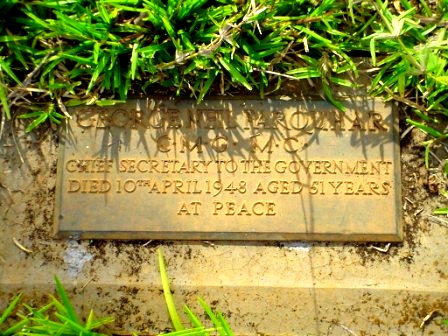 GEORGE NEIL FARQUHAR
C·M·G· M·C·
CHIEF SECRETARY TO THE GOVERNMENT
DIED 10TH APRIL 1948 AGED 51 YEARS
AT PEACE